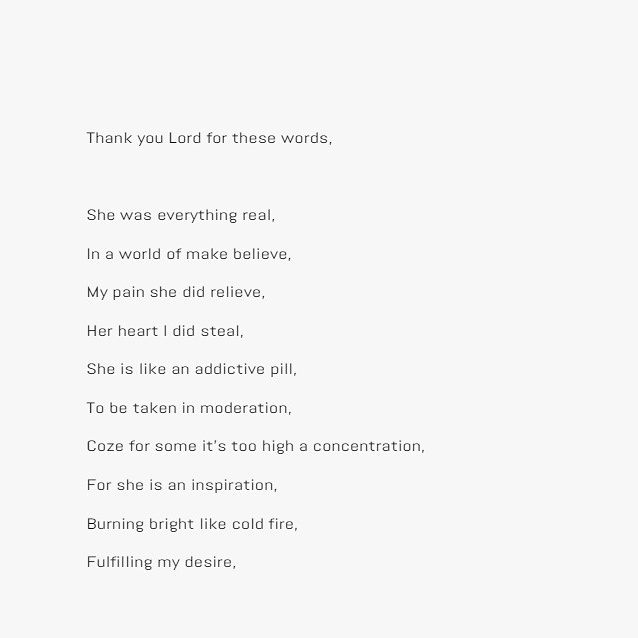 Thank you Lord for these words,
She was everything real,
In a world of make believe,
My pain she did relieve,
Her heart I did steal,
She is like an addictive pill,
To be taken in moderation,
Coze for some it's too high a concentration,
For she is an inspiration,
Burning bright like cold fire,
Fulfilling my desire,